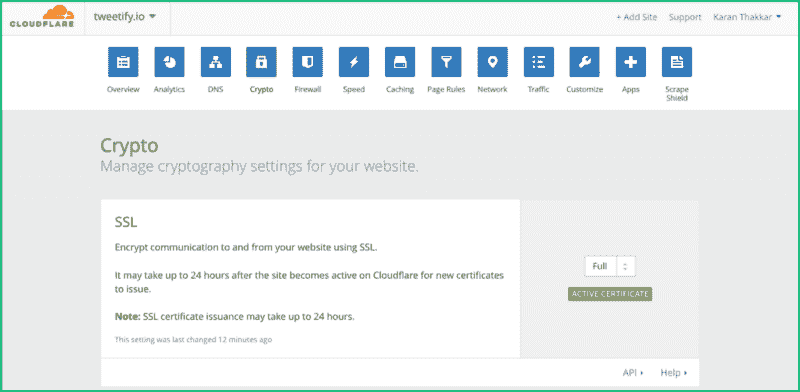 CLOUDFLARE
tweetify.io
+ Add Site Support Karan Thakkar
Overview Analytics DNS Crypto Firewall Speed Caching Page Rules Network Traffic Customize Apps Scrape Shield
Crypto
Manage cryptography settings for your website.
SSL
Encrypt communication to and from your website using SSL.
It may take up to 24 hours after the site becomes active on Cloudflare for new certificates
to issue.
Note: SSL certificate issuance may take up to 24 hours.
This setting was last changed 12 minutes ago
Full
ACTIVE CERTIFICATE
API Help